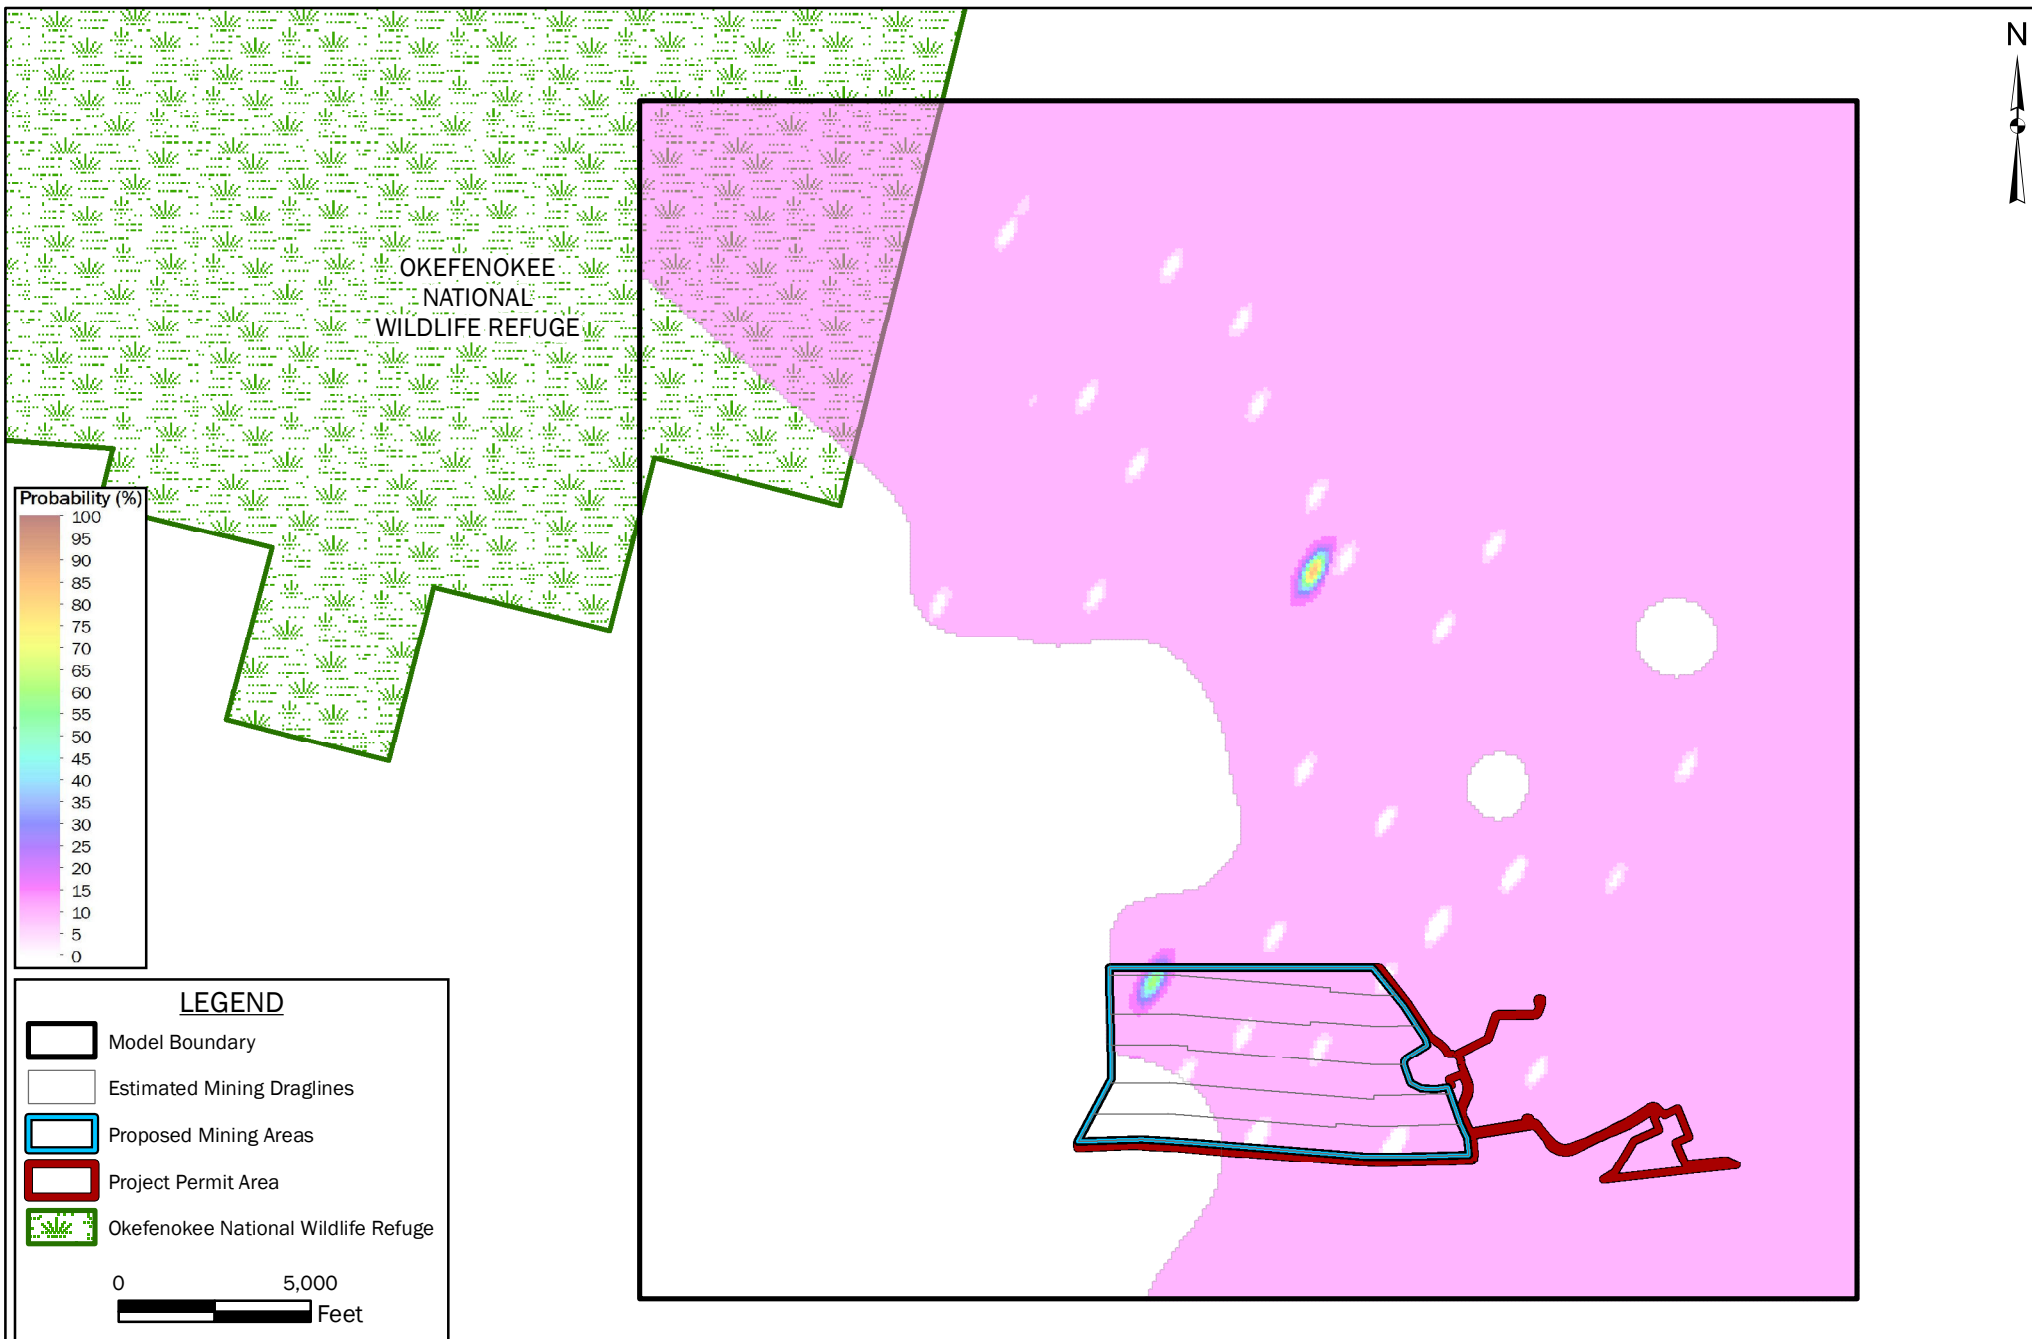 N
OKEFENOKEE
NATIONAL
WILDLIFE REFUGE
Probability (%)
100
95
90
85
80
75
70
65
60
55
50
45
40
35
30
25
20
15
10
5
0
LEGEND
Model Boundary
Estimated Mining Draglines
Proposed Mining Areas
Project Permit Area
Okefenokee National Wildlife Refuge
0 5,000
Feet